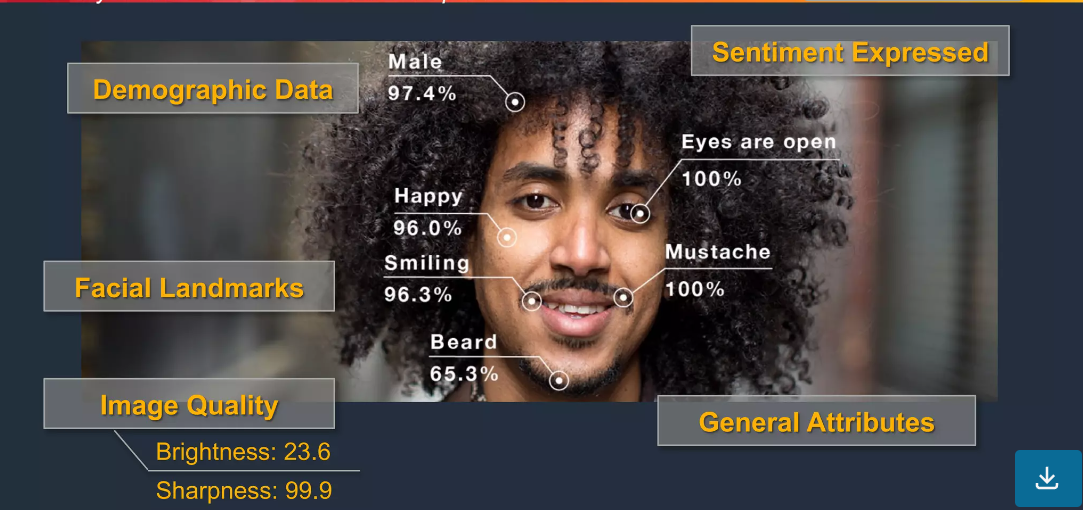 Sentiment Expressed
Demographic Data
Male
97.4%
Eyes are open
100%
Happy
96.0%
Smiling
96.3%
Mustache
100%
Facial Landmarks
Beard
65.3%
Image Quality
General Attributes
Brightness: 23.6
Sharpness: 99.9